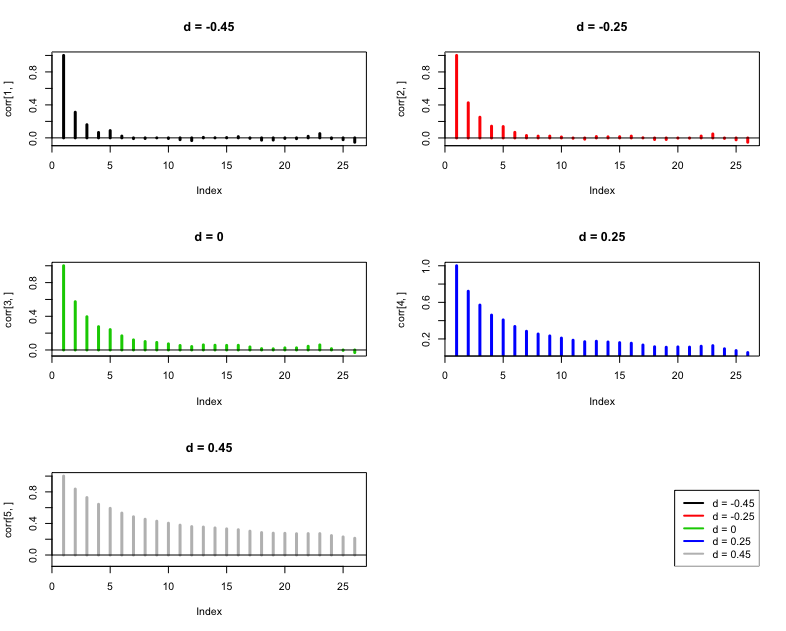 d = -0.45
corr[1, ]
0.0 0.4 0.8
0 5 10 15 20 25
Index
d = -0.25
corr[2, ]
0.0 0.4 0.8
0 5 10 15 20 25
Index
d = 0
corr[3, ]
0.0 0.4 0.8
0 5 10 15 20 25
Index
d = 0.25
corr[4, ]
0.2 0.6 1.0
0 5 10 15 20 25
Index
d = 0.45
corr[5, ]
0.0 0.4 0.8
0 5 10 15 20 25
Index
d = -0.45
d = -0.25
d = 0
d = 0.25
d = 0.45